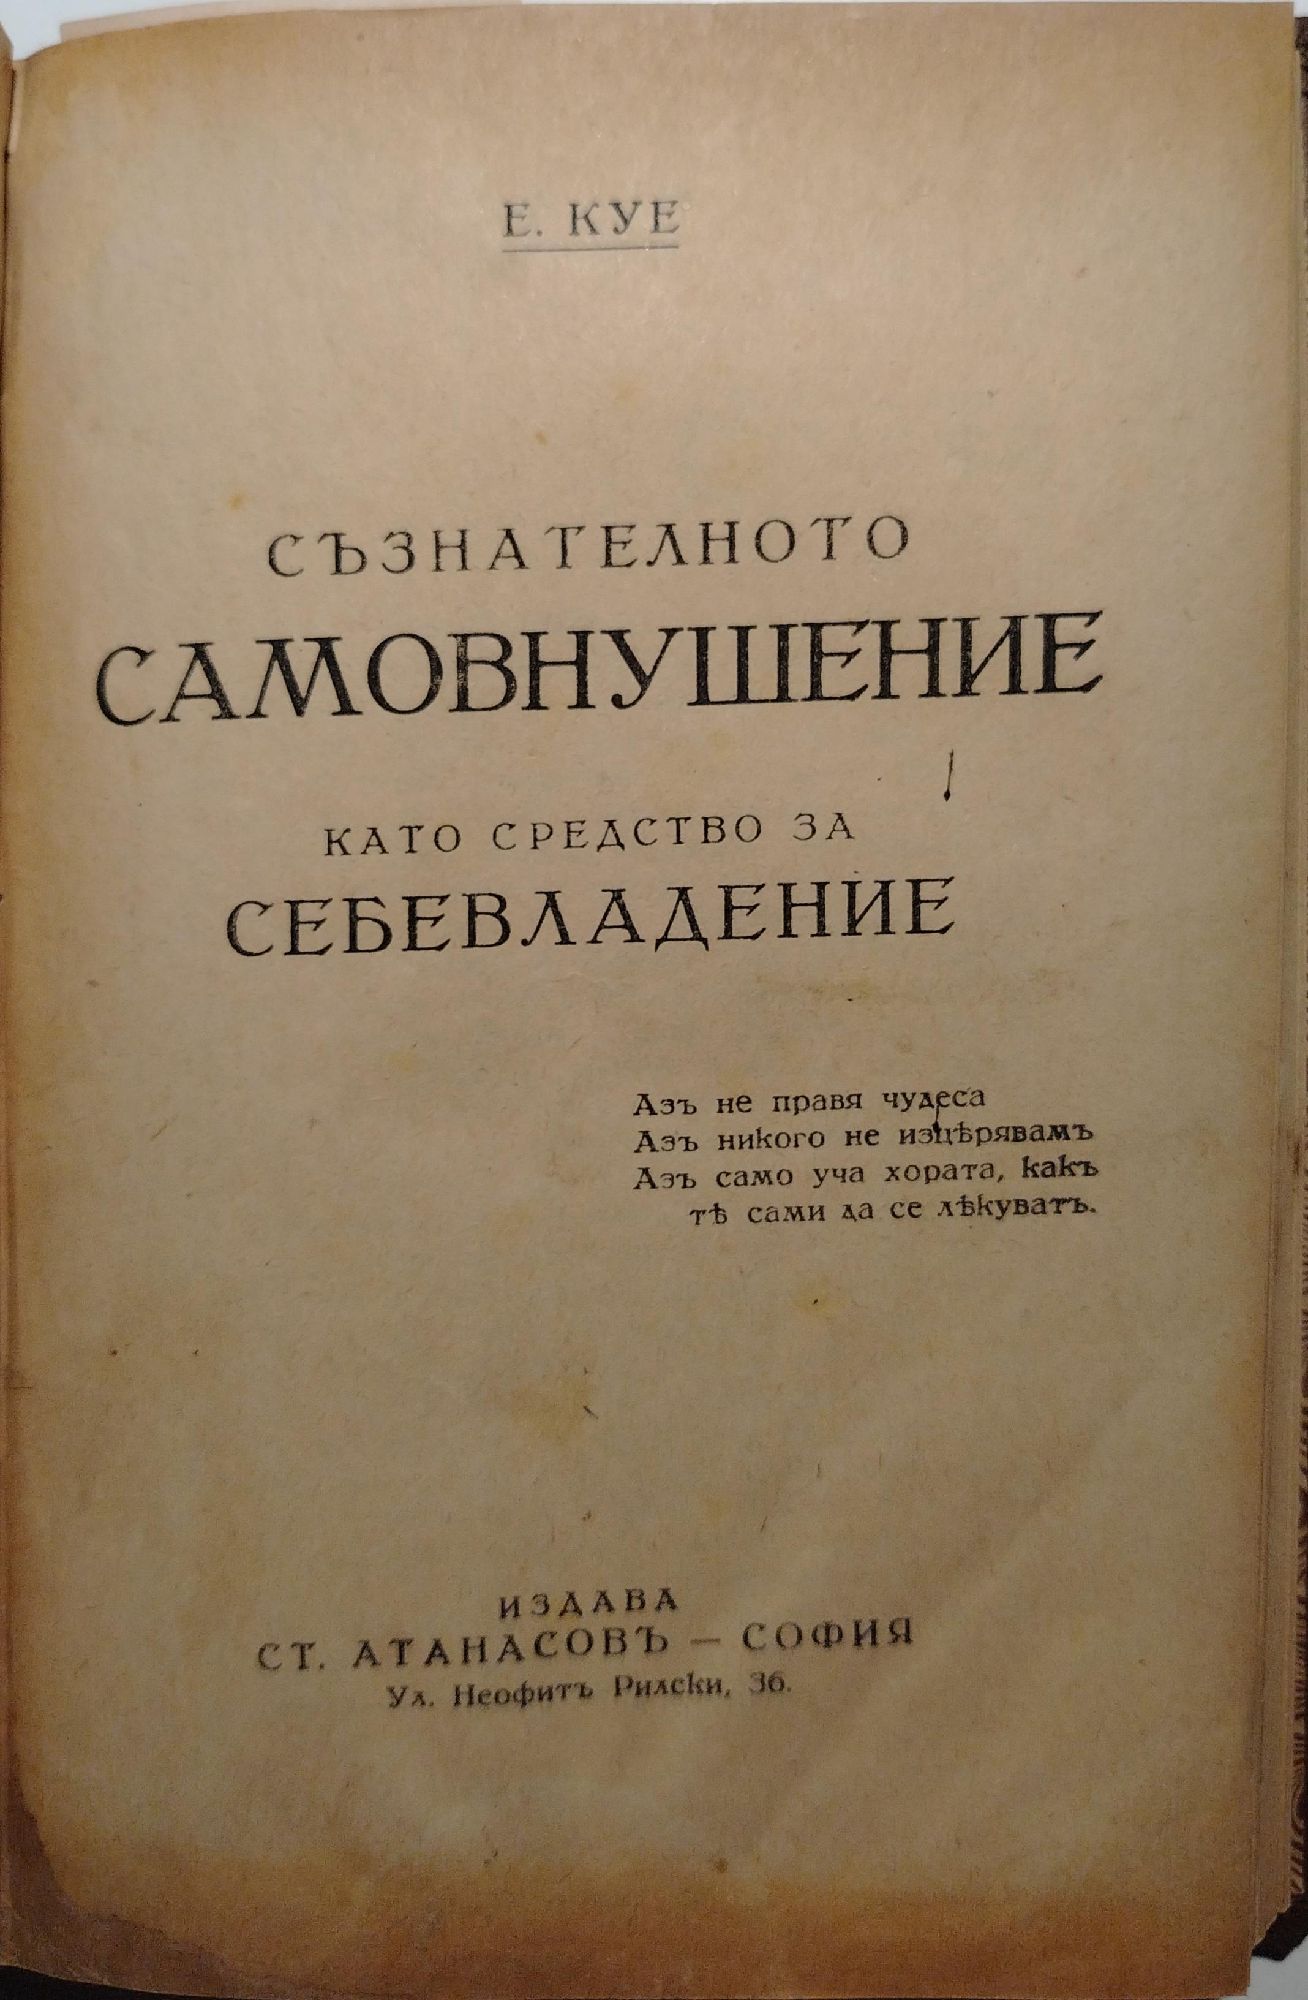 Е. КУЕ
СЪЗНАТЕЛНОТО
САМОВНУШЕНИЕ
КАТО СРЕДСТВО ЗА
СЕБЕВЛАДЕНИЕ
Азъ не правя чудеса
Азъ никого не изцѣрявамъ
Азъ само уча хората, какъ
тѣ сами да се лѣкуватъ.
ИЗДАВА
СТ. АТАНАСОВЪ — СОФИЯ
Ул. Неофитъ Рилски, 36.